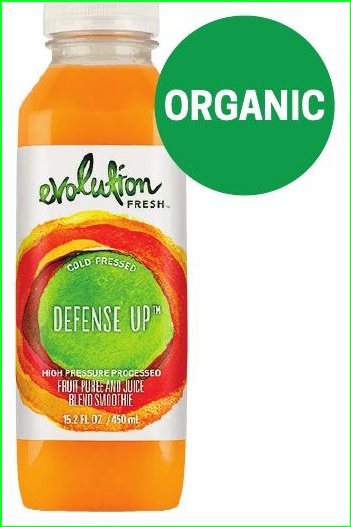 ORGANIC
evolution
FRESH™
COLD-PRESSED
DEFENSE UP™
HIGH PRESSURE PROCESSED
FRUIT PUREE AND JUICE
BLEND SMOOTHIE
15.2 FL OZ / 450 mL